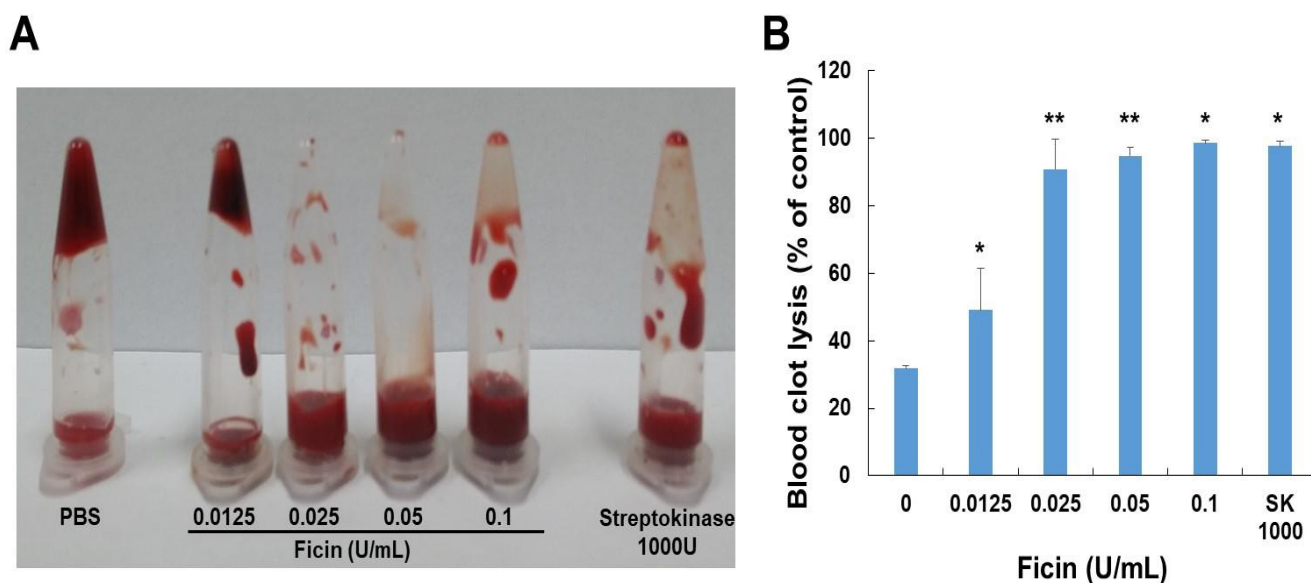 A
PBS
0.0125 0.025 0.05 0.1
Ficin (U/mL)
Streptokinase
1000U
B
Blood clot lysis (% of control)
120
100
80
60
40
20
0
* ** ** * *
0 0.0125 0.025 0.05 0.1 SK
1000
Ficin (U/mL)